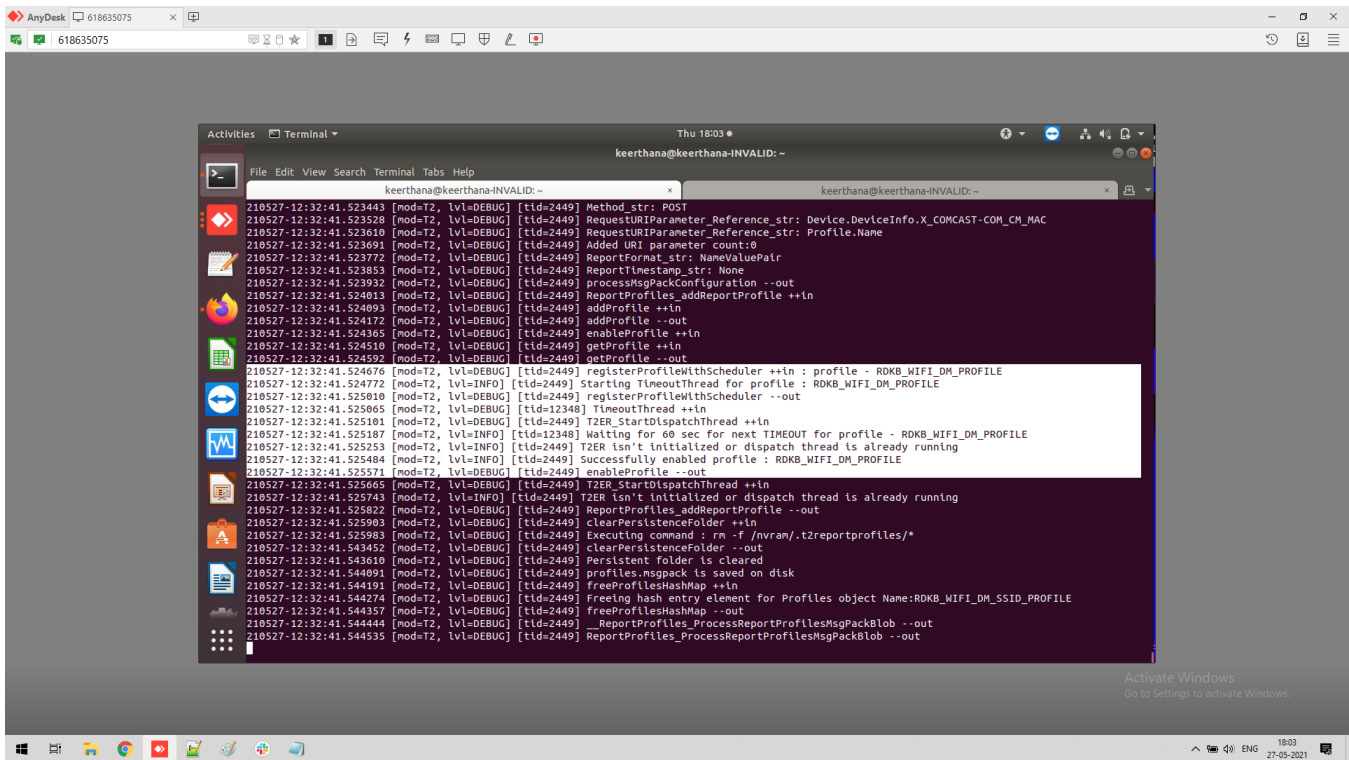 AnyDesk 618635075
618635075
1
Activities Terminal Thu 18:03
keerthana@keerthana-INVALID: ~
File Edit View Search Terminal Tabs Help
keerthana@keerthana-INVALID: ~ × keerthana@keerthana-INVALID: ~ ×
210527-12:32:41.523443 [mod=T2, lvl=DEBUG] [tid=2449] Method_str: POST
210527-12:32:41.523528 [mod=T2, lvl=DEBUG] [tid=2449] RequestURIParameter_Reference_str: Device.DeviceInfo.X_COMCAST-COM_CM_MAC
210527-12:32:41.523610 [mod=T2, lvl=DEBUG] [tid=2449] RequestURIParameter_Reference_str: Profile.Name
210527-12:32:41.523691 [mod=T2, lvl=DEBUG] [tid=2449] Added URI parameter count:0
210527-12:32:41.523772 [mod=T2, lvl=DEBUG] [tid=2449] ReportFormat_str: NameValuePair
210527-12:32:41.523853 [mod=T2, lvl=DEBUG] [tid=2449] ReportTimestamp_str: None
210527-12:32:41.523932 [mod=T2, lvl=DEBUG] [tid=2449] processMsgPackConfiguration --out
210527-12:32:41.524013 [mod=T2, lvl=DEBUG] [tid=2449] ReportProfiles_addReportProfile ++in
210527-12:32:41.524093 [mod=T2, lvl=DEBUG] [tid=2449] addProfile ++in
210527-12:32:41.524172 [mod=T2, lvl=DEBUG] [tid=2449] addProfile --out
210527-12:32:41.524365 [mod=T2, lvl=DEBUG] [tid=2449] enableProfile ++in
210527-12:32:41.524510 [mod=T2, lvl=DEBUG] [tid=2449] getProfile ++in
210527-12:32:41.524592 [mod=T2, lvl=DEBUG] [tid=2449] getProfile --out
210527-12:32:41.524676 [mod=T2, lvl=DEBUG] [tid=2449] registerProfileWithScheduler ++in : profile - RDKB_WIFI_DM_PROFILE
210527-12:32:41.524772 [mod=T2, lvl=INFO] [tid=2449] Starting TimeoutThread for profile : RDKB_WIFI_DM_PROFILE
210527-12:32:41.525010 [mod=T2, lvl=DEBUG] [tid=2449] registerProfileWithScheduler --out
210527-12:32:41.525065 [mod=T2, lvl=DEBUG] [tid=12348] TimeoutThread ++in
210527-12:32:41.525101 [mod=T2, lvl=DEBUG] [tid=2449] T2ER_StartDispatchThread ++in
210527-12:32:41.525187 [mod=T2, lvl=INFO] [tid=12348] Waiting for 60 sec for next TIMEOUT for profile - RDKB_WIFI_DM_PROFILE
210527-12:32:41.525253 [mod=T2, lvl=INFO] [tid=2449] T2ER isn't initialized or dispatch thread is already running
210527-12:32:41.525484 [mod=T2, lvl=INFO] [tid=2449] Successfully enabled profile : RDKB_WIFI_DM_PROFILE
210527-12:32:41.525571 [mod=T2, lvl=DEBUG] [tid=2449] enableProfile --out
210527-12:32:41.525665 [mod=T2, lvl=DEBUG] [tid=2449] T2ER_StartDispatchThread ++in
210527-12:32:41.525743 [mod=T2, lvl=INFO] [tid=2449] T2ER isn't initialized or dispatch thread is already running
210527-12:32:41.525822 [mod=T2, lvl=DEBUG] [tid=2449] ReportProfiles_addReportProfile --out
210527-12:32:41.525903 [mod=T2, lvl=DEBUG] [tid=2449] clearPersistenceFolder ++in
210527-12:32:41.525983 [mod=T2, lvl=DEBUG] [tid=2449] Executing command : rm -f /nvram/.t2reportprofiles/*
210527-12:32:41.543452 [mod=T2, lvl=DEBUG] [tid=2449] clearPersistenceFolder --out
210527-12:32:41.543610 [mod=T2, lvl=DEBUG] [tid=2449] Persistent folder is cleared
210527-12:32:41.544091 [mod=T2, lvl=DEBUG] [tid=2449] profiles.msgpack is saved on disk
210527-12:32:41.544191 [mod=T2, lvl=DEBUG] [tid=2449] freeProfilesHashMap ++in
210527-12:32:41.544274 [mod=T2, lvl=DEBUG] [tid=2449] Freeing hash entry element for Profiles object Name:RDKB_WIFI_DM_SSID_PROFILE
210527-12:32:41.544357 [mod=T2, lvl=DEBUG] [tid=2449] freeProfilesHashMap --out
210527-12:32:41.544444 [mod=T2, lvl=DEBUG] [tid=2449] __ReportProfiles_ProcessReportProfilesMsgPackBlob --out
210527-12:32:41.544535 [mod=T2, lvl=DEBUG] [tid=2449] ReportProfiles_ProcessReportProfilesMsgPackBlob --out
Activate Windows
Go to Settings to activate Windows.
ENG 18:03
27-05-2021